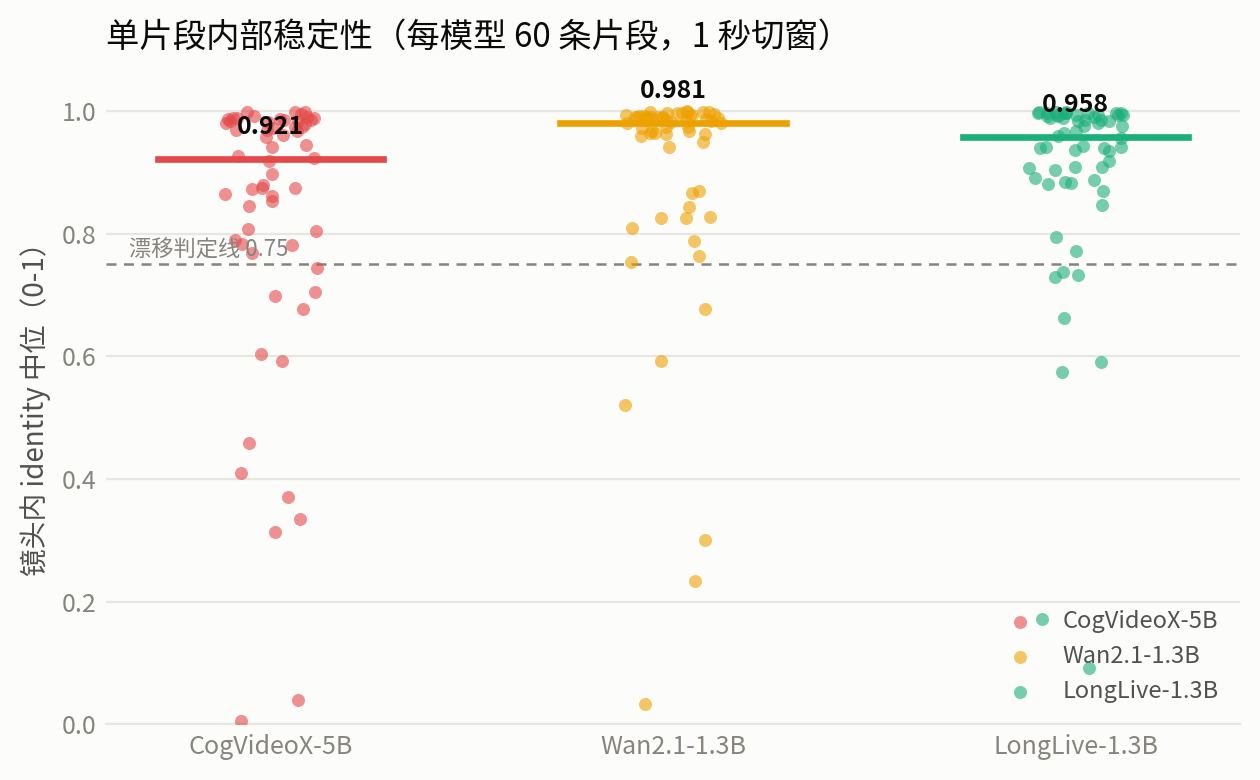 单片段内部稳定性（每模型 60 条片段，1 秒切窗）
镜头内 identity 中位（0-1）
1.0
0.8
0.6
0.4
0.2
0.0
0.921
0.981
0.958
漂移判定线 0.75
CogVideoX-5B
Wan2.1-1.3B
LongLive-1.3B
CogVideoX-5B
Wan2.1-1.3B
LongLive-1.3B